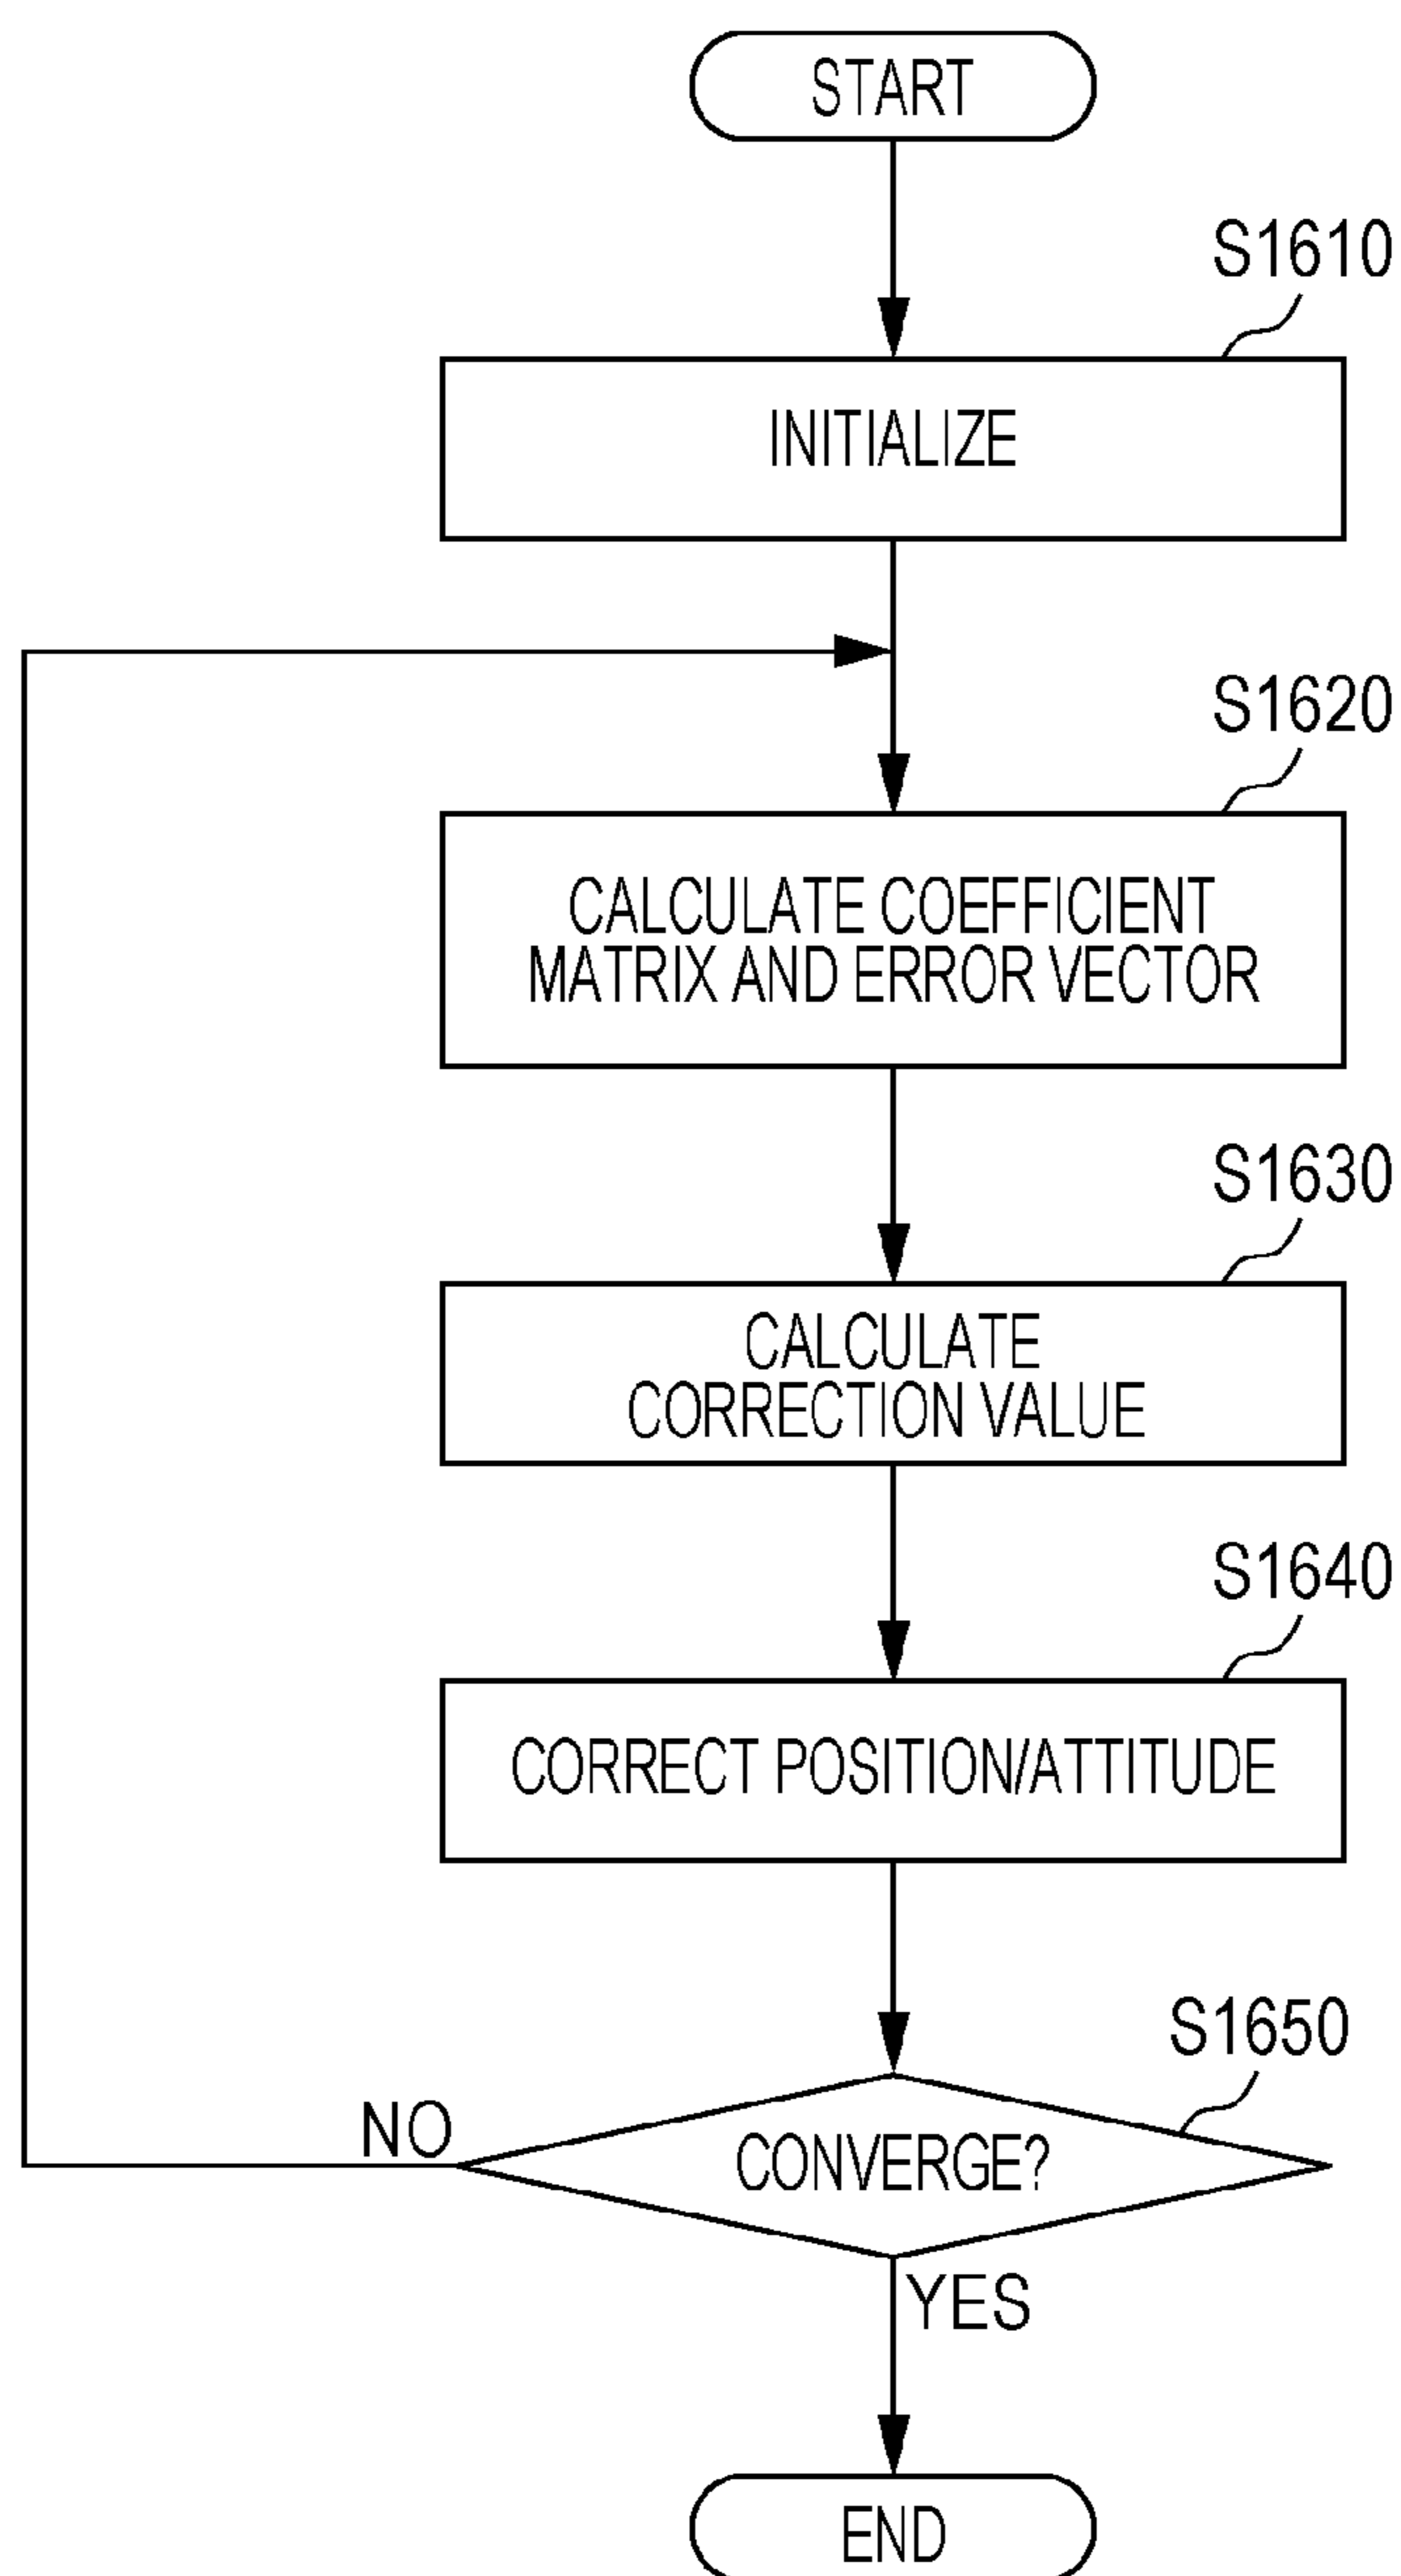 START
S1610
INITIALIZE
S1620
CALCULATE COEFFICIENT
MATRIX AND ERROR VECTOR
S1630
CALCULATE
CORRECTION VALUE
S1640
CORRECT POSITION/ATTITUDE
S1650
NO
CONVERGE?
YES
END